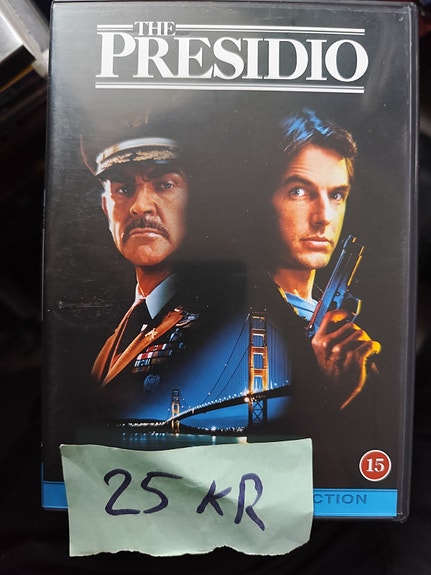 THE
PRESIDIO
15
25 KR
CTION